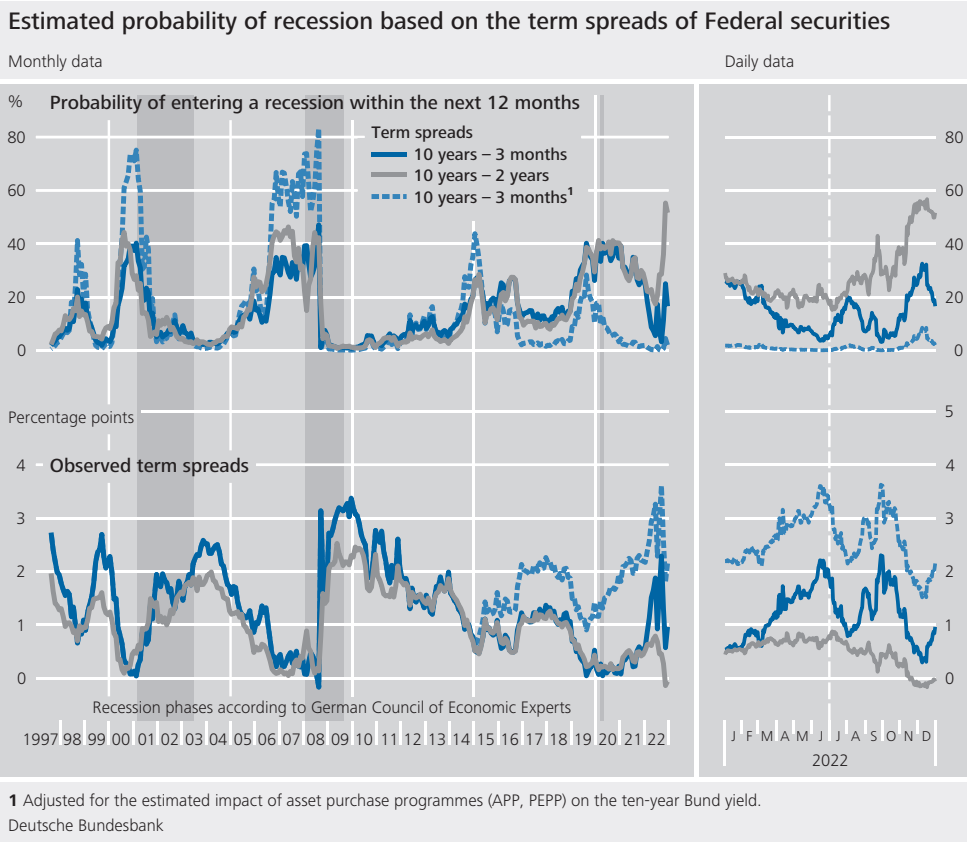 Estimated probability of recession based on the term spreads of Federal securities
Monthly data
Daily data
%
Probability of entering a recession within the next 12 months
Term spreads
10 years – 3 months
10 years – 2 years
10 years – 3 months1
80
60
40
20
0
80
60
40
20
0
Percentage points
Observed term spreads
4
3
2
1
0
5
4
3
2
1
0
Recession phases according to German Council of Economic Experts
1997 98 99 00 01 02 03 04 05 06 07 08 09 10 11 12 13 14 15 16 17 18 19 20 21 22
J F M A M J J A S O N D
2022
1 Adjusted for the estimated impact of asset purchase programmes (APP, PEPP) on the ten-year Bund yield.
Deutsche Bundesbank